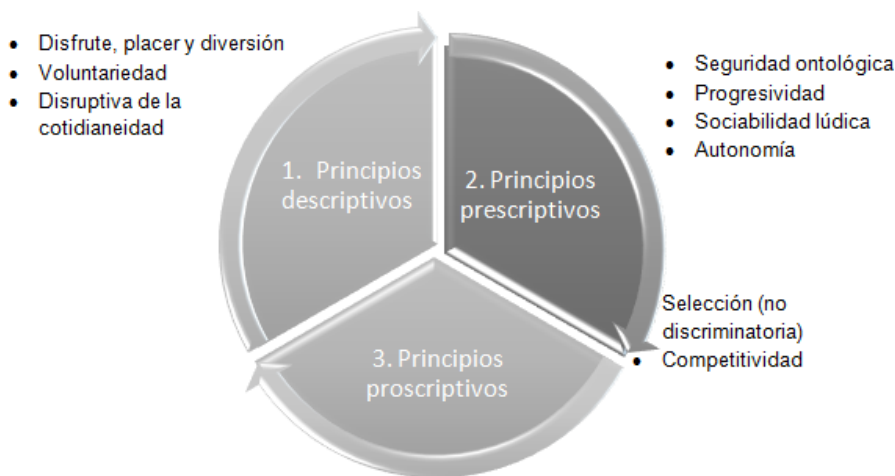 • Disfrute, placer y diversión
• Voluntariedad
• Disruptiva de la
cotidianeidad
• Seguridad ontológica
• Progresividad
• Sociabilidad lúdica
• Autonomía
1. Principios
descriptivos
2. Principios
prescriptivos
Selección (no
discriminatoria)
• Competitividad
3. Principios
proscriptivos